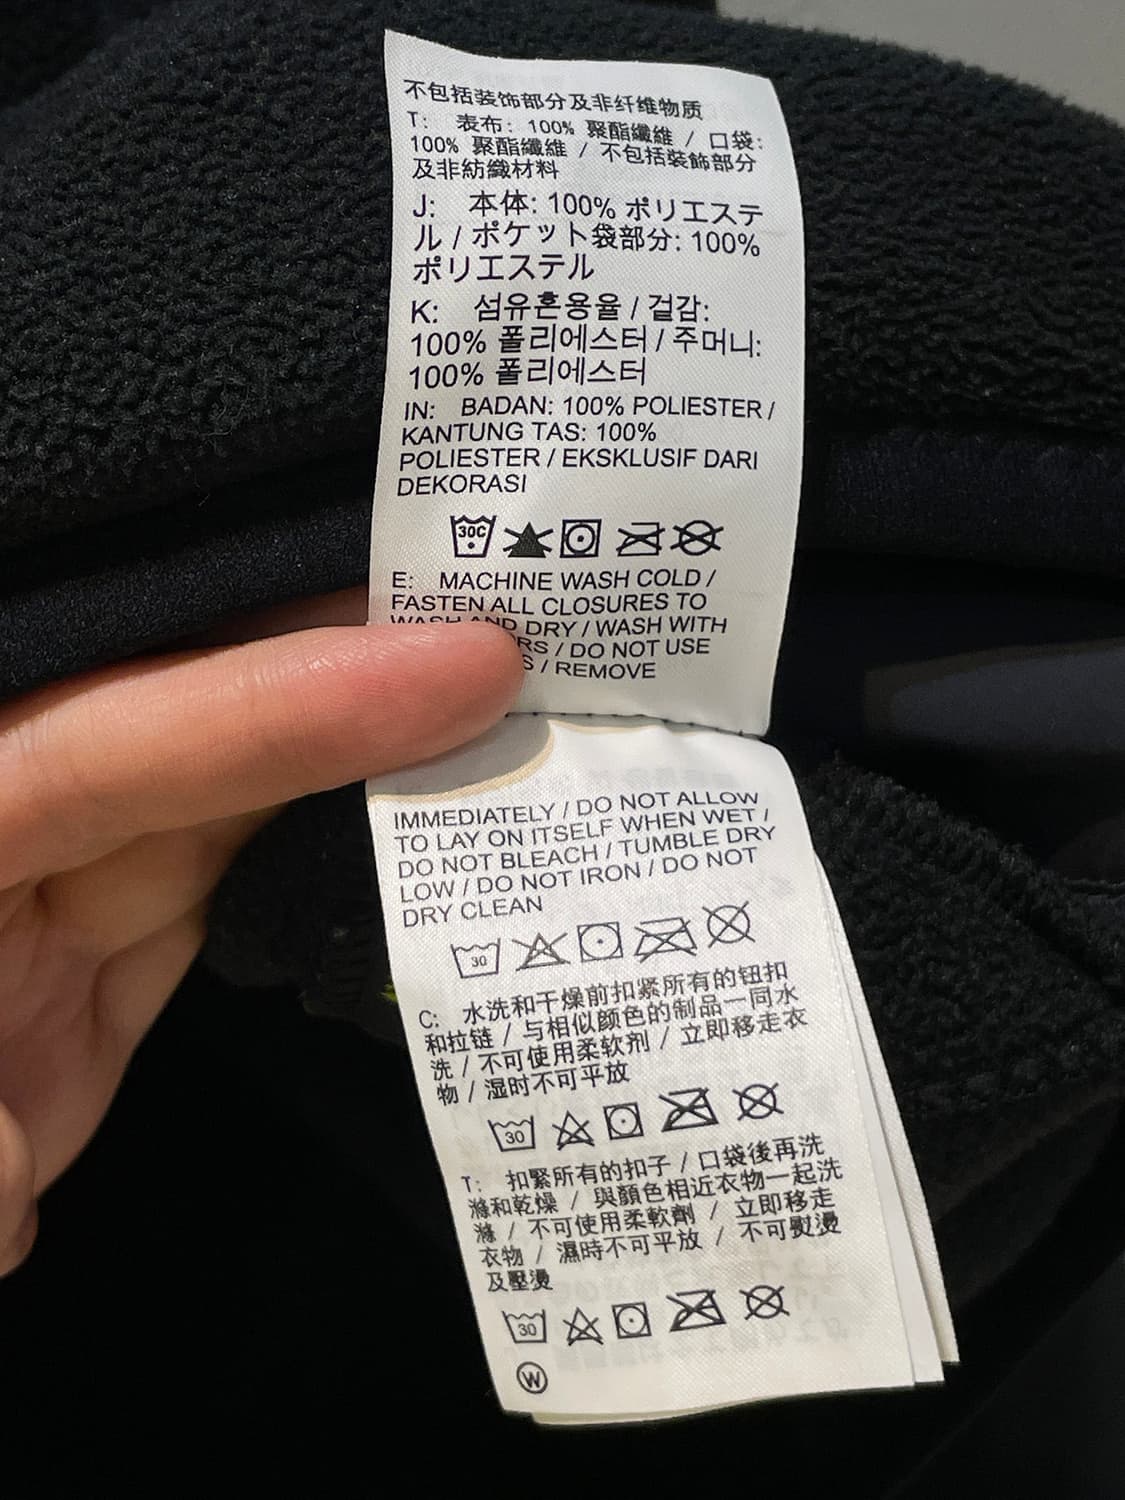 不包括装饰部分及非纤维物质
T: 表布: 100% 聚酯纖維 / 口袋:
100% 聚酯纖維 / 不包括裝飾部分
及非紡織材料
J: 本体: 100% ポリエステ
ル / ポケット袋部分: 100%
ポリエステル
K: 섬유혼용율 / 겉감:
100% 폴리에스터 / 주머니:
100% 폴리에스터
IN: BADAN: 100% POLIESTER /
KANTUNG TAS: 100%
POLIESTER / EKSKLUSIF DARI
DEKORASI
30C
E: MACHINE WASH COLD /
FASTEN ALL CLOSURES TO
WASH AND DRY / WASH WITH
/ DO NOT USE
/ REMOVE
IMMEDIATELY / DO NOT ALLOW
TO LAY ON ITSELF WHEN WET /
DO NOT BLEACH / TUMBLE DRY
LOW / DO NOT IRON / DO NOT
DRY CLEAN
30
C: 水洗和干燥前扣紧所有的钮扣
和拉链 / 与相似颜色的制品一同水
洗 / 不可使用柔软剂 / 立即移走衣
物 / 湿时不可平放
30
T: 扣緊所有的扣子 / 口袋後再洗
滌和乾燥 / 與顏色相近衣物一起洗
滌 / 不可使用柔軟劑 / 立即移走
衣物 / 濕時不可平放 / 不可熨燙
及壓燙
30
W